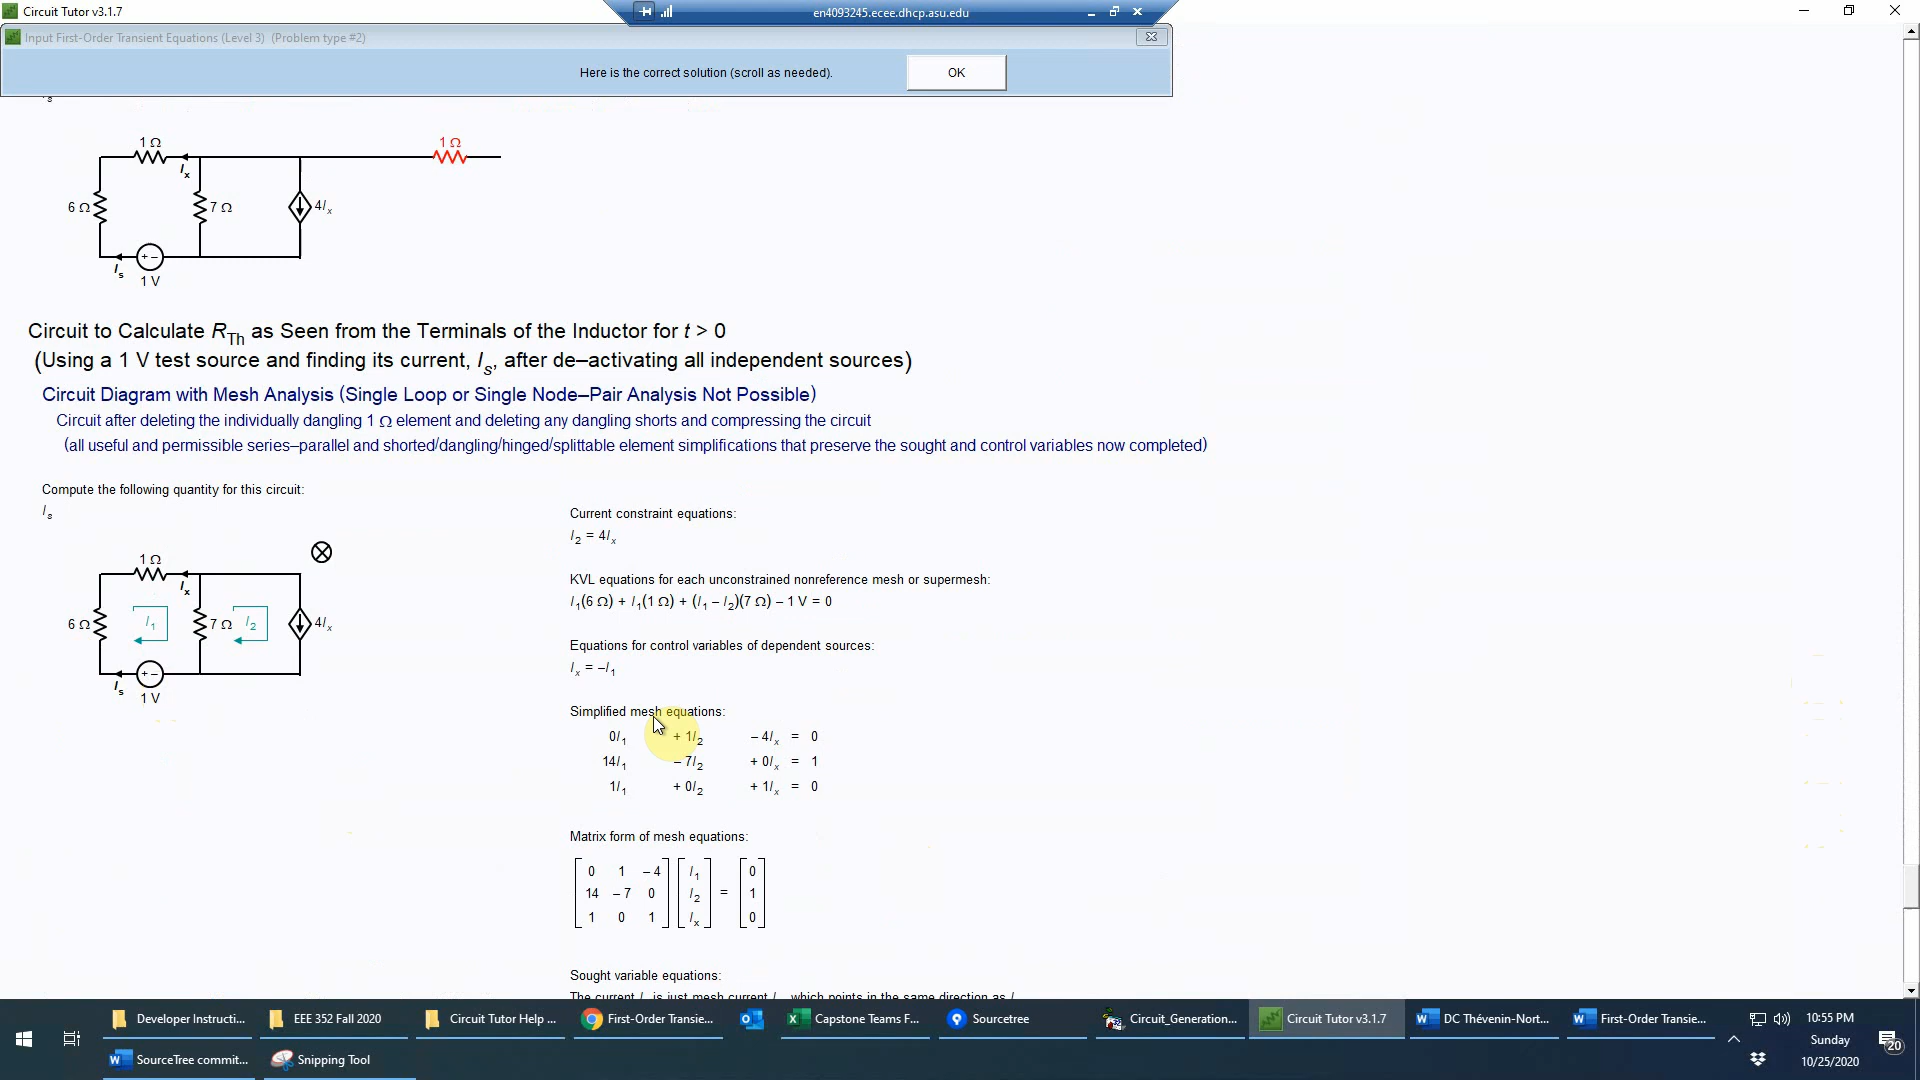 Circuit Tutor v3.1.7
en4093245.ecee.dhcp.asu.edu
Input First-Order Transient Equations (Level 3) (Problem type #2)
Here is the correct solution (scroll as needed).
OK
1 Ω
1 Ω
Ix
6 Ω
7 Ω
4Ix
+ −
Is
1 V
Circuit to Calculate RTh as Seen from the Terminals of the Inductor for t > 0
(Using a 1 V test source and finding its current, Is, after de–activating all independent sources)
Circuit Diagram with Mesh Analysis (Single Loop or Single Node–Pair Analysis Not Possible)
Circuit after deleting the individually dangling 1 Ω element and deleting any dangling shorts and compressing the circuit
(all useful and permissible series–parallel and shorted/dangling/hinged/splittable element simplifications that preserve the sought and control variables now completed)
Compute the following quantity for this circuit:
Is
1 Ω
Ix
6 Ω
I1
7 Ω
I2
4Ix
+ −
Is
1 V
Current constraint equations:
I2 = 4Ix
KVL equations for each unconstrained nonreference mesh or supermesh:
I1(6 Ω) + I1(1 Ω) + (I1 – I2)(7 Ω) – 1 V = 0
Equations for control variables of dependent sources:
Ix = –I1
Simplified mesh equations:
0I1 + 1I2 – 4Ix = 0
14I1 – 7I2 + 0Ix = 1
1I1 + 0I2 + 1Ix = 0
Matrix form of mesh equations:
0 1 – 4 I1 0
14 – 7 0 I2 = 1
1 0 1 Ix 0
Sought variable equations:
Developer Instructi...
EEE 352 Fall 2020
Circuit Tutor Help ...
First-Order Transie...
Capstone Teams F...
Sourcetree
Circuit_Generation...
Circuit Tutor v3.1.7
DC Thévenin-Nort...
First-Order Transie...
SourceTree commit...
Snipping Tool
10:55 PM
Sunday
10/25/2020
20